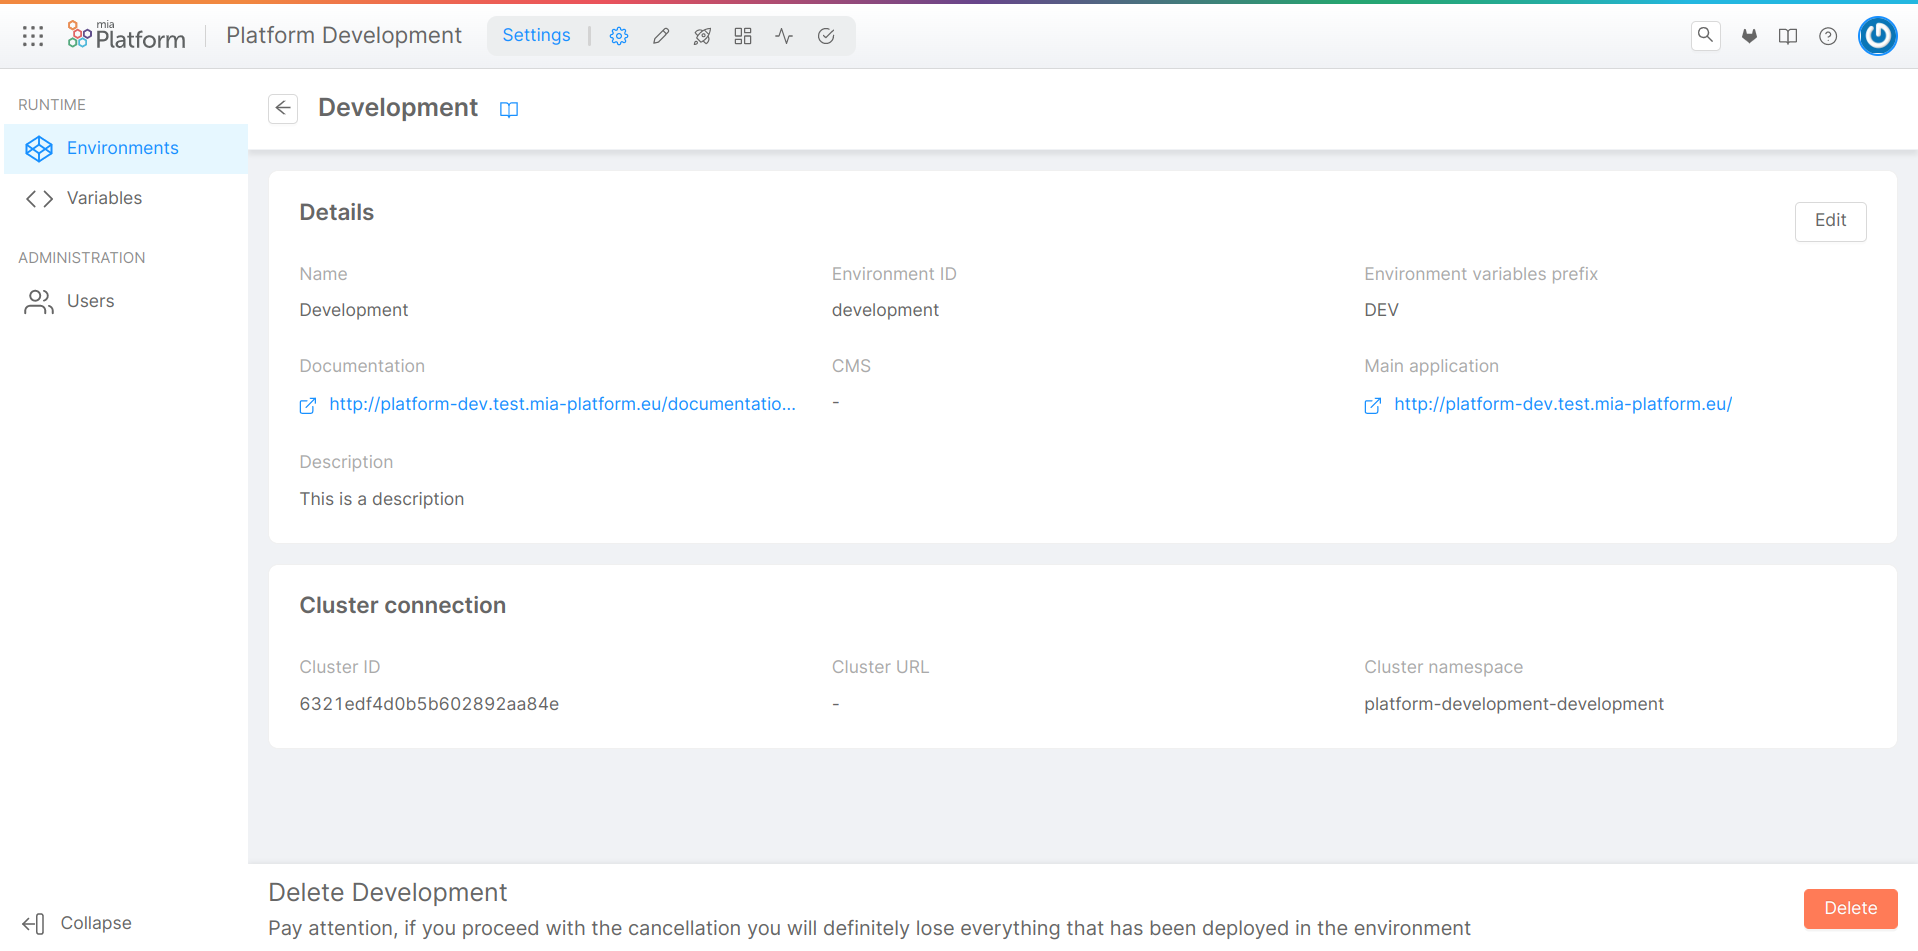 mia
Platform
Platform Development
Settings
RUNTIME
Environments
Variables
ADMINISTRATION
Users
Collapse
Development
Details
Edit
Name
Environment ID
Environment variables prefix
Development
development
DEV
Documentation
CMS
Main application
http://platform-dev.test.mia-platform.eu/documentatio...
-
http://platform-dev.test.mia-platform.eu/
Description
This is a description
Cluster connection
Cluster ID
Cluster URL
Cluster namespace
6321edf4d0b5b602892aa84e
-
platform-development-development
Delete Development
Pay attention, if you proceed with the cancellation you will definitely lose everything that has been deployed in the environment
Delete